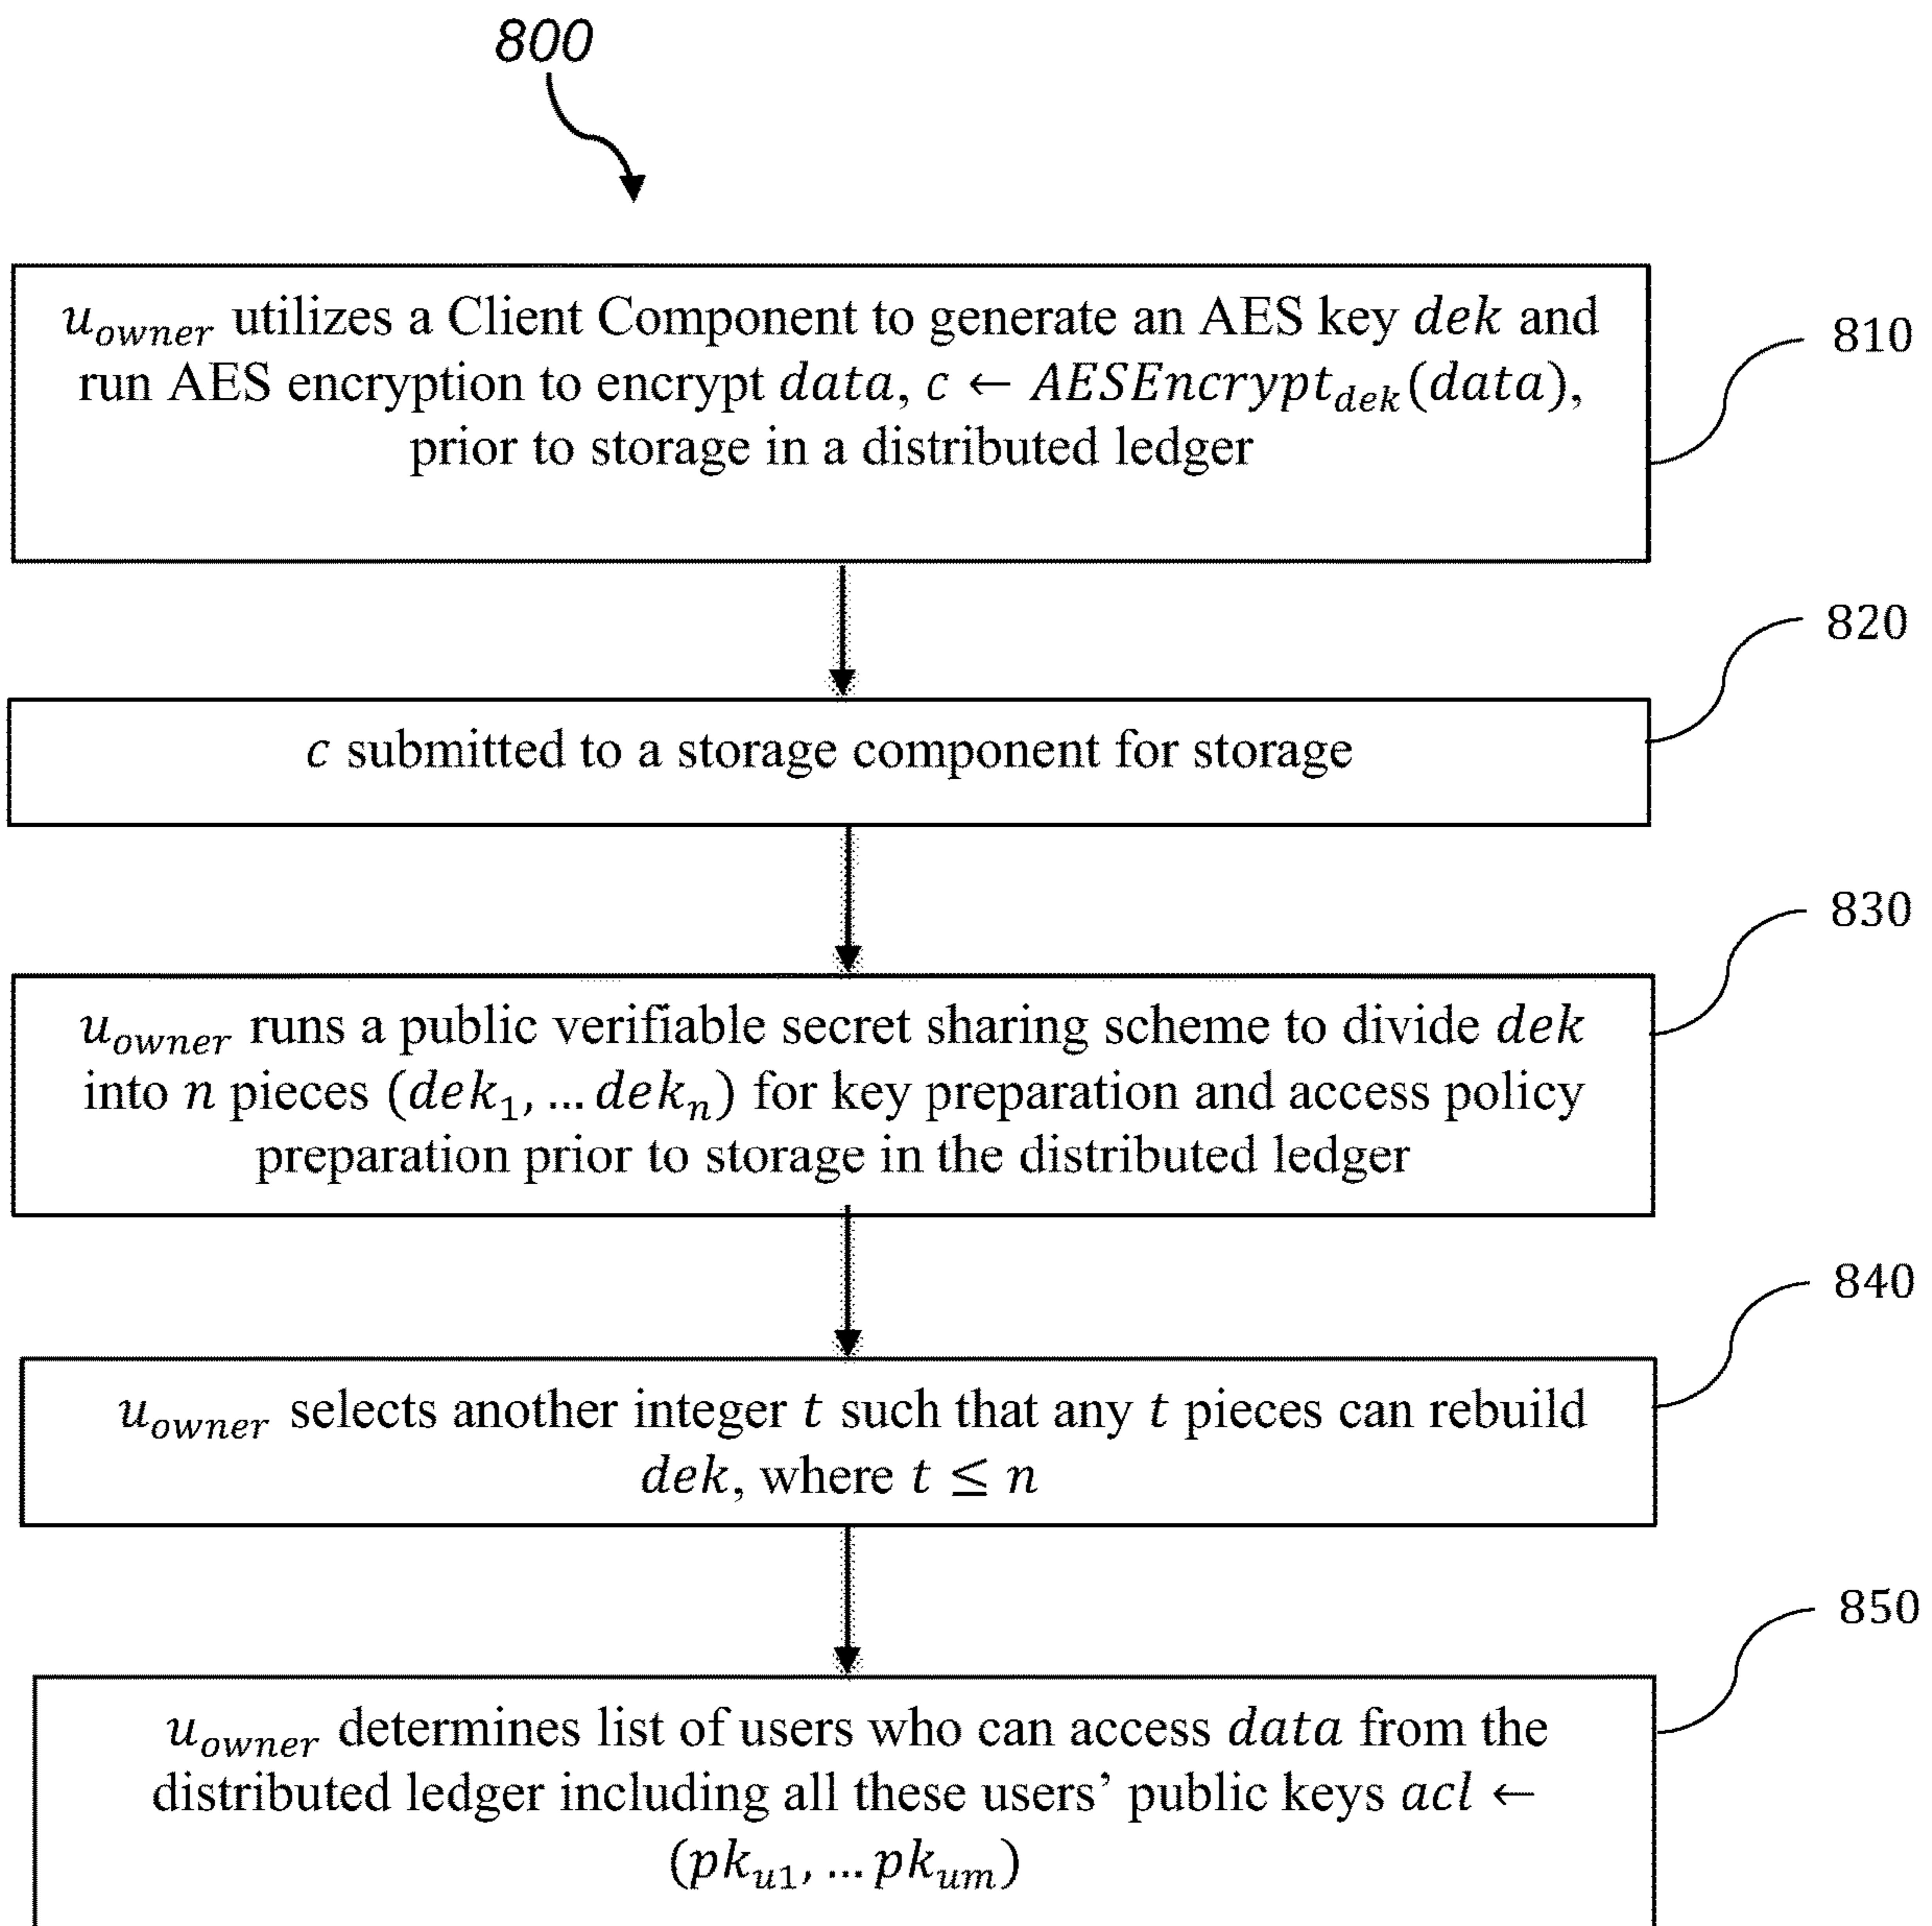 800
u_owner utilizes a Client Component to generate an AES key dek and
810
run AES encryption to encrypt data, c ← AESEncrypt_dek(data),
prior to storage in a distributed ledger
820
c submitted to a storage component for storage
830
u_owner runs a public verifiable secret sharing scheme to divide dek
into n pieces (dek_1, ... dek_n) for key preparation and access policy
preparation prior to storage in the distributed ledger
840
u_owner selects another integer t such that any t pieces can rebuild
dek, where t ≤ n
850
u_owner determines list of users who can access data from the
distributed ledger including all these users’ public keys acl ←
(pk_u1, ... pk_um)